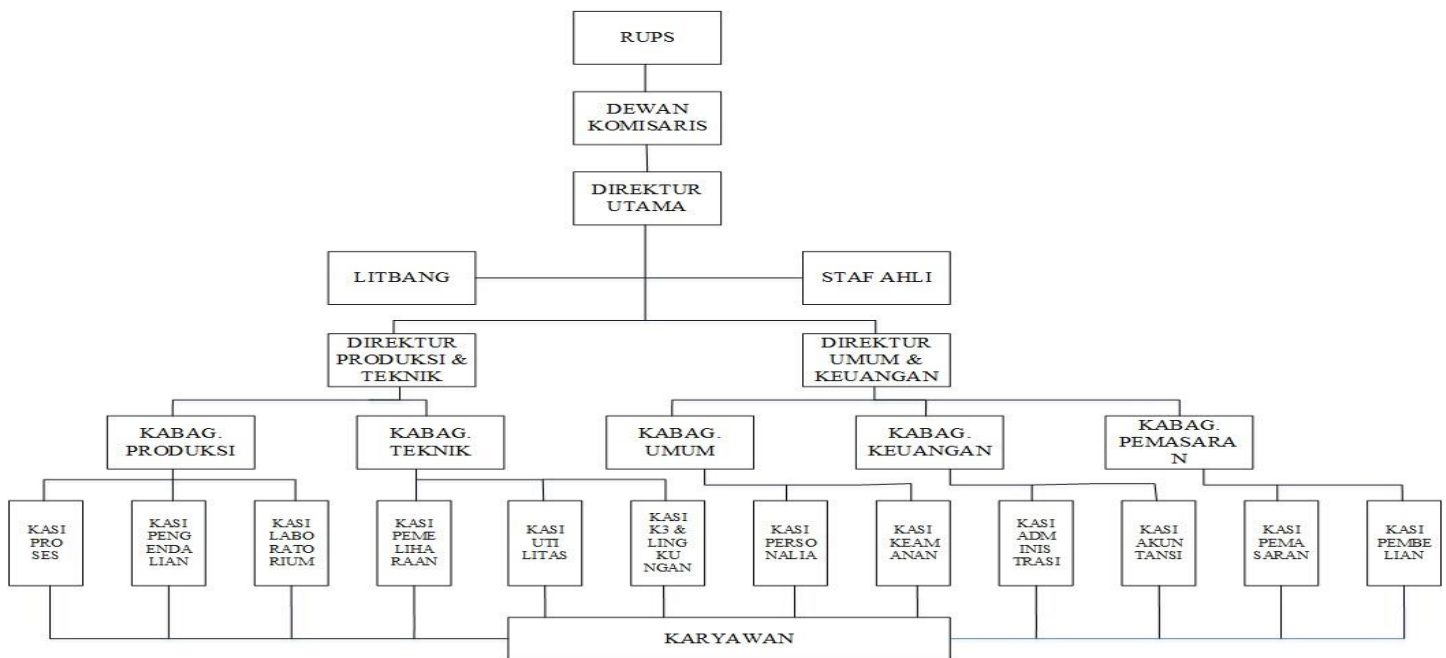 RUPS
DEWAN
KOMISARIS
DIREKTUR
UTAMA
LITBANG
STAF AHLI
DIREKTUR
PRODUKSI &
TEKNIK
DIREKTUR
UMUM &
KEUANGAN
KABAG.
PRODUKSI
KABAG.
TEKNIK
KABAG.
UMUM
KABAG.
KEUANGAN
KABAG.
PEMASARA
N
KASI
PRO
SES
KASI
PENG
ENDA
LIAN
KASI
LABO
RATO
RIUM
KASI
PEME
LIHA
RAAN
KASI
UTI
LITAS
KASI
K3 &
LING
KU
NGAN
KASI
PERSO
NALIA
KASI
KEAM
ANAN
KASI
ADM
INIS
TRASI
KASI
AKUN
TANSI
KASI
PEMA
SARAN
KASI
PEMBE
LIAN
KARYAWAN